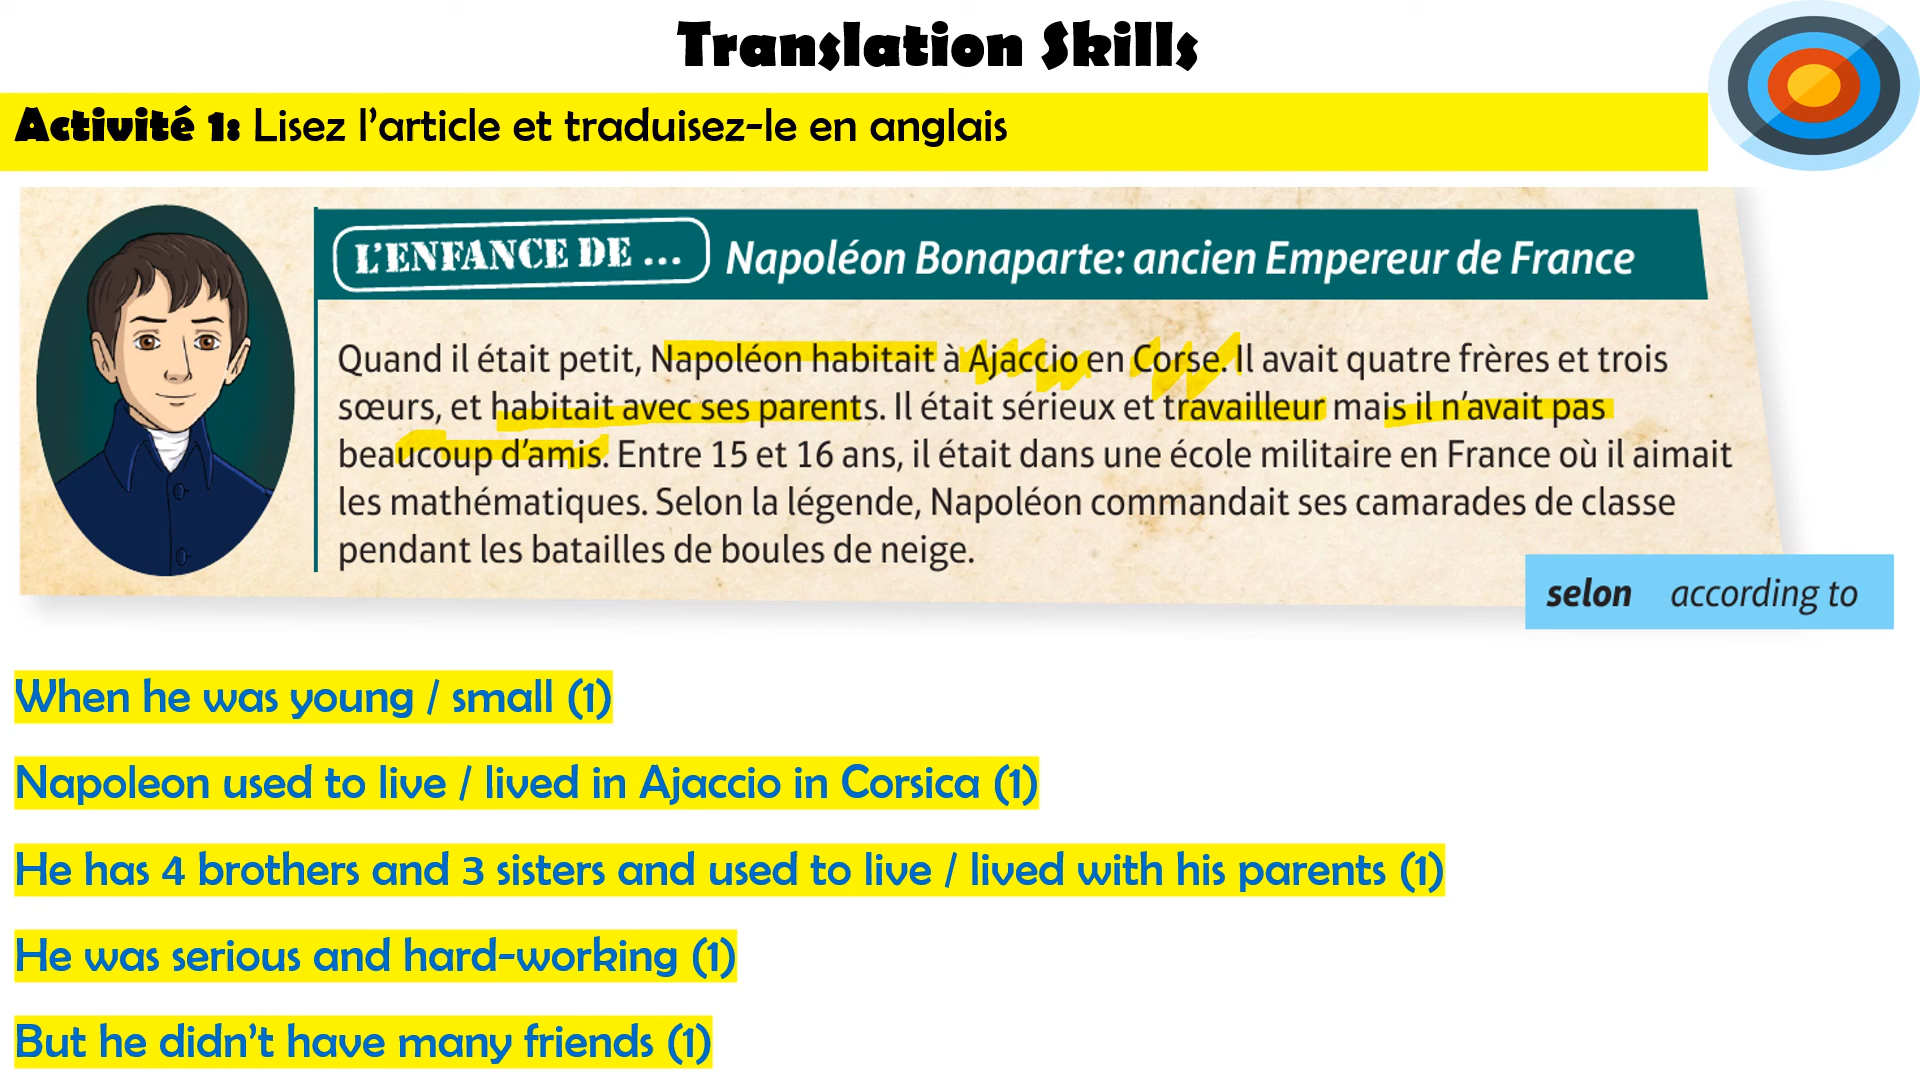 Translation Skills
Activité 1: Lisez l’article et traduisez-le en anglais
L’ENFANCE DE ... Napoléon Bonaparte: ancien Empereur de France
Quand il était petit, Napoléon habitait à Ajaccio en Corse. Il avait quatre frères et trois
sœurs, et habitait avec ses parents. Il était sérieux et travailleur mais il n’avait pas
beaucoup d’amis. Entre 15 et 16 ans, il était dans une école militaire en France où il aimait
les mathématiques. Selon la légende, Napoléon commandait ses camarades de classe
pendant les batailles de boules de neige.
selon according to
When he was young / small (1)
Napoleon used to live / lived in Ajaccio in Corsica (1)
He has 4 brothers and 3 sisters and used to live / lived with his parents (1)
He was serious and hard-working (1)
But he didn’t have many friends (1)